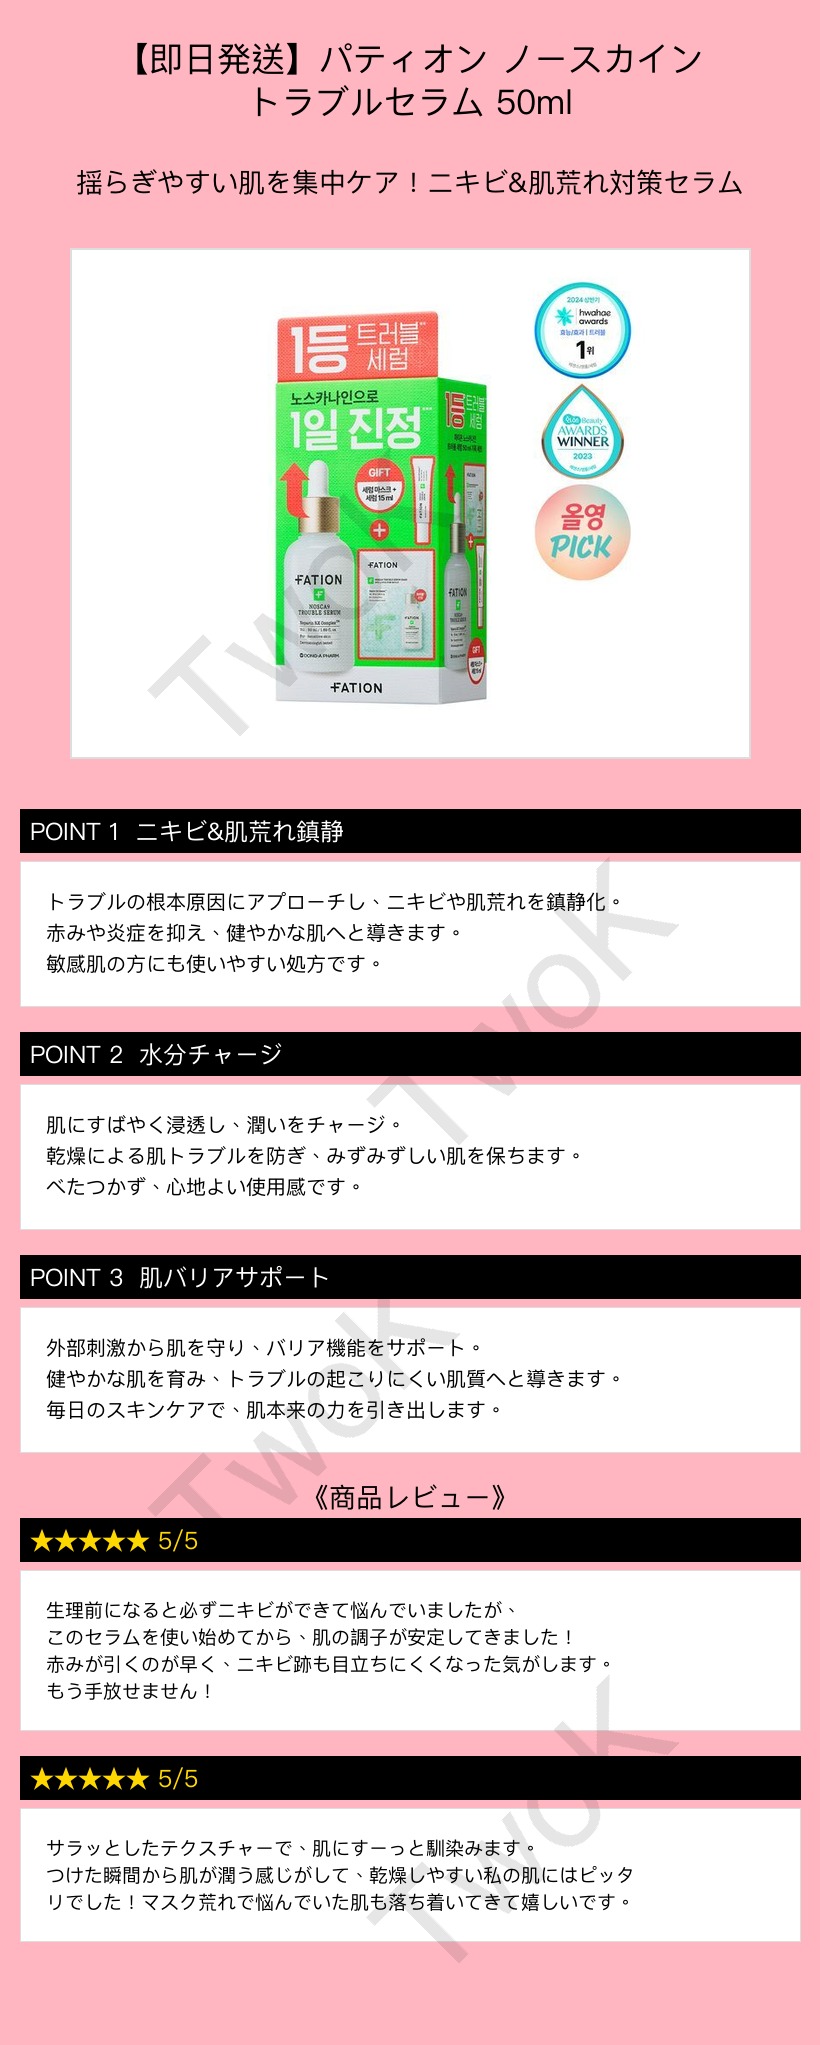 【即日発送】パティオン ノースカイン
トラブルセラム 50ml
揺らぎやすい肌を集中ケア！ニキビ&肌荒れ対策セラム
1등 트러블
세럼
노스카나인으로
1일 진정
GIFT
세럼 마스크 +
세럼 15 ml
FATION
NOSCA9
TROUBLE SERUM
DONG-A PHARM
FATION
FATION
FATION
GIFT
1등 트러블
세럼
2024 상반기
hwahae
awards
효능/효과 | 트러블
1위
Beauty
AWARDS
WINNER
2023
올영
PICK
TwoK
POINT 1 ニキビ&肌荒れ鎮静
トラブルの根本原因にアプローチし、ニキビや肌荒れを鎮静化。
赤みや炎症を抑え、健やかな肌へと導きます。
敏感肌の方にも使いやすい処方です。
TwoK
POINT 2 水分チャージ
肌にすばやく浸透し、潤いをチャージ。
乾燥による肌トラブルを防ぎ、みずみずしい肌を保ちます。
べたつかず、心地よい使用感です。
POINT 3 肌バリアサポート
外部刺激から肌を守り、バリア機能をサポート。
健やかな肌を育み、トラブルの起こりにくい肌質へと導きます。
毎日のスキンケアで、肌本来の力を引き出します。
TwoK
《商品レビュー》
★★★★★ 5/5
生理前になると必ずニキビができて悩んでいましたが、
このセラムを使い始めてから、肌の調子が安定してきました！
赤みが引くのが早く、ニキビ跡も目立ちにくくなった気がします。
もう手放せません！
★★★★★ 5/5
サラッとしたテクスチャーで、肌にすーっと馴染みます。
つけた瞬間から肌が潤う感じがして、乾燥しやすい私の肌にはピッタ
リでした！マスク荒れで悩んでいた肌も落ち着いてきて嬉しいです。
TwoK